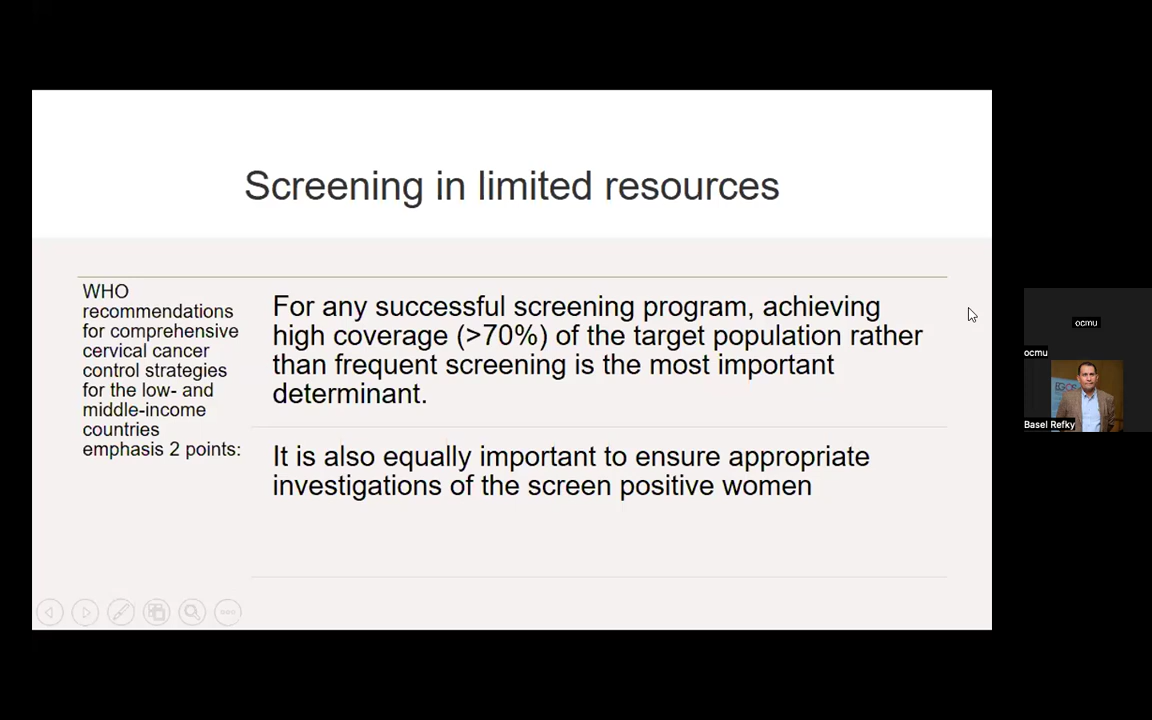 Screening in limited resources
WHO
recommendations
for comprehensive
cervical cancer
control strategies
for the low- and
middle-income
countries
emphasis 2 points:
For any successful screening program, achieving
high coverage (>70%) of the target population rather
than frequent screening is the most important
determinant.
It is also equally important to ensure appropriate
investigations of the screen positive women
ocmu
ocmu
Basel Refky